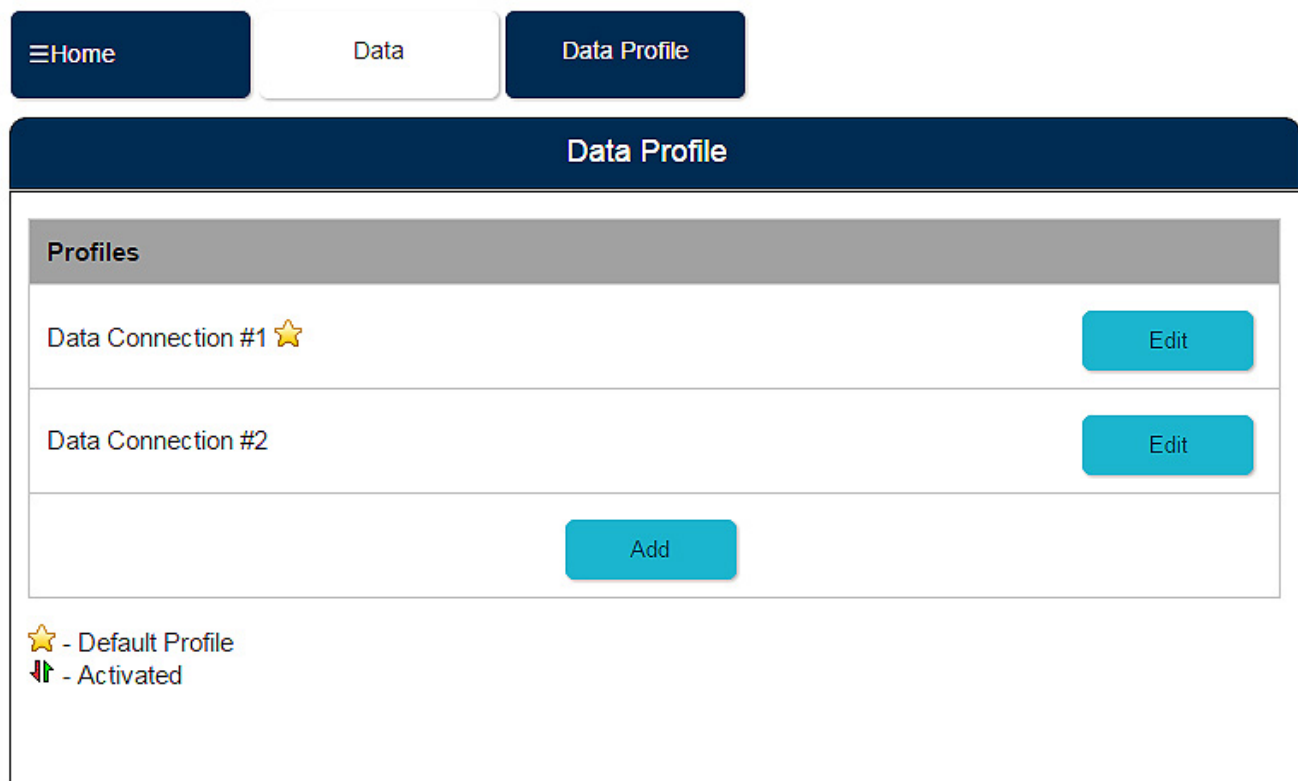 ☰Home
Data
Data Profile
Data Profile
Profiles
Data Connection #1
Edit
Data Connection #2
Edit
Add
- Default Profile
- Activated